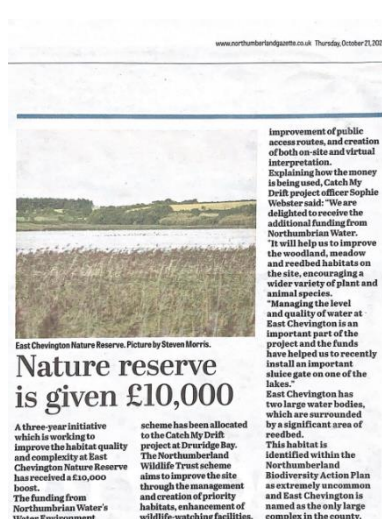 www.northumberlandgazette.co.uk Thursday, October 21, 202
East Chevington Nature Reserve. Picture by Steven Morris.
Nature reserve
is given £10,000
A three-year initiative
which is working to
improve the habitat quality
and complexity at East
Chevington Nature Reserve
has received a £10,000
boost.
The funding from
Northumbrian Water's
Water Environment
scheme has been allocated
to the Catch My Drift
project at Druridge Bay.
The Northumberland
Wildlife Trust scheme
aims to improve the site
through the management
and creation of priority
habitats, enhancement of
wildlife-watching facilities,
improvement of public
access routes, and creation
of both on-site and virtual
interpretation.
Explaining how the money
is being used, Catch My
Drift project officer Sophie
Webster said: "We are
delighted to receive the
additional funding from
Northumbrian Water.
"It will help us to improve
the woodland, meadow
and reedbed habitats on
the site, encouraging a
wider variety of plant and
animal species.
"Managing the level
and quality of water at
East Chevington is an
important part of the
project and the funds
have helped us to recently
install an important
sluice gate on one of the
lakes."
East Chevington has
two large water bodies,
which are surrounded
by a significant area of
reedbed.
This habitat is
identified within the
Northumberland
Biodiversity Action Plan
as extremely uncommon
and East Chevington is
named as the only large
complex in the county.